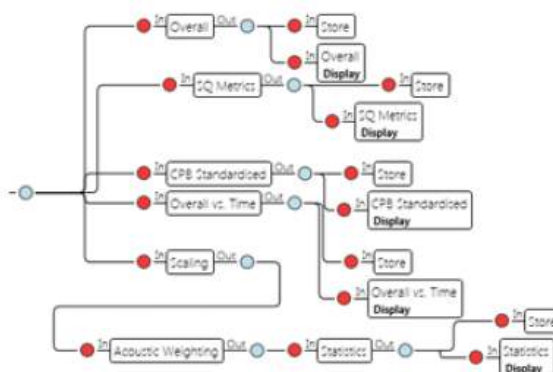 In Overall Out In Store
In Overall
Display
In SQ Metrics Out In Store
In SQ Metrics
Display
In CPB Standardised Out In Store
In CPB Standardised
Display
In Overall vs. Time Out
In Store
In Scaling Out
In Overall vs. Time
Display
In Store
In Acoustic Weighting Out In Statistics Out
In Statistics
Display